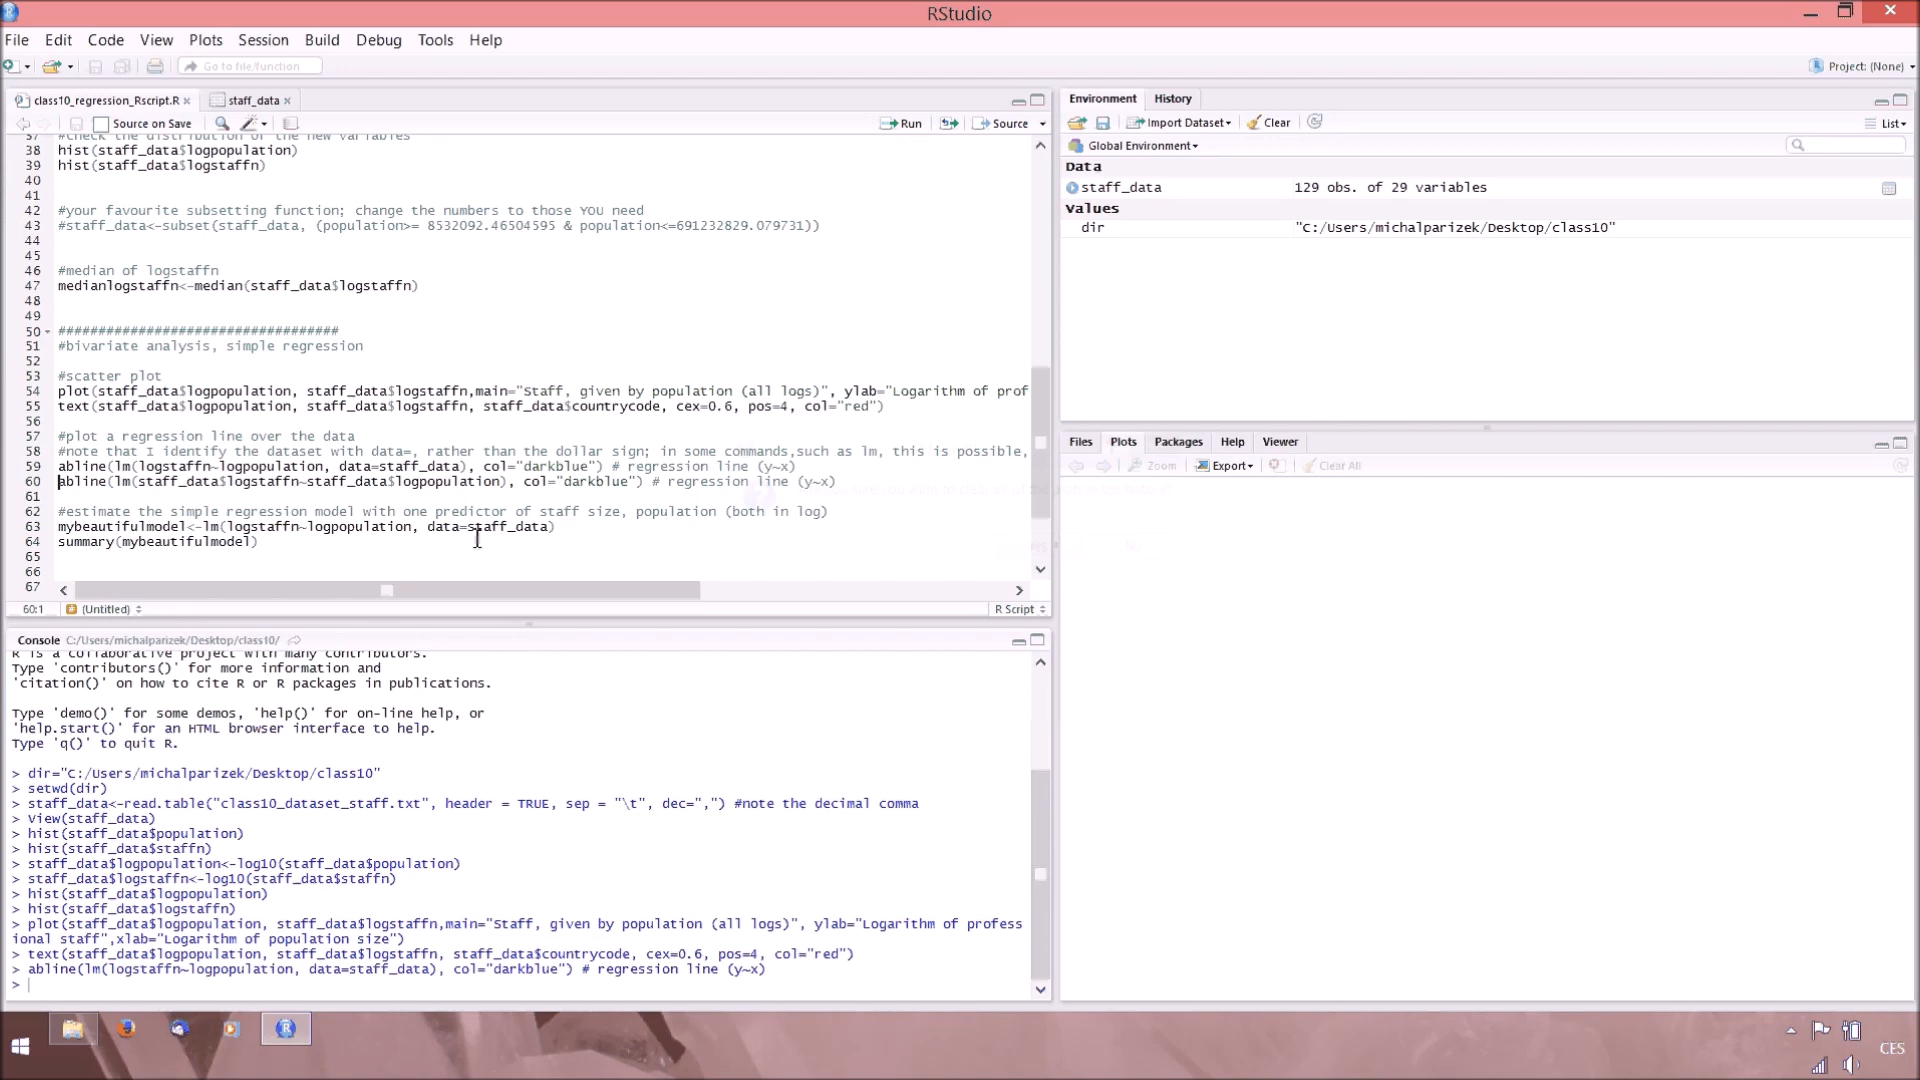 RStudio
File Edit Code View Plots Session Build Debug Tools Help
Go to file/function
Project: (None)
class10_regression_Rscript.R
staff_data
Source on Save
Run
Source
37 #check the distribution of the new variables
38 hist(staff_data$logpopulation)
39 hist(staff_data$logstaffn)
40
41
42 #your favourite subsetting function; change the numbers to those YOU need
43 #staff_data<-subset(staff_data, (population>= 8532092.46504595 & population<=691232829.079731))
44
45
46 #median of logstaffn
47 medianlogstaffn<-median(staff_data$logstaffn)
48
49
50 ###################################
51 #bivariate analysis, simple regression
52
53 #scatter plot
54 plot(staff_data$logpopulation, staff_data$logstaffn,main="Staff, given by population (all logs)", ylab="Logarithm of prof
55 text(staff_data$logpopulation, staff_data$logstaffn, staff_data$countrycode, cex=0.6, pos=4, col="red")
56
57 #plot a regression line over the data
58 #note that I identify the dataset with data=, rather than the dollar sign; in some commands,such as lm, this is possible,
59 abline(lm(logstaffn~logpopulation, data=staff_data), col="darkblue") # regression line (y~x)
60 abline(lm(staff_data$logstaffn~staff_data$logpopulation), col="darkblue") # regression line (y~x)
61
62 #estimate the simple regression model with one predictor of staff size, population (both in log)
63 mybeautifulmodel<-lm(logstaffn~logpopulation, data=staff_data)
64 summary(mybeautifulmodel)
65
66
67
60:1 (Untitled) R Script
Console C:/Users/michalparizek/Desktop/class10/
R is a collaborative project with many contributors.
Type 'contributors()' for more information and
'citation()' on how to cite R or R packages in publications.
Type 'demo()' for some demos, 'help()' for on-line help, or
'help.start()' for an HTML browser interface to help.
Type 'q()' to quit R.
> dir="C:/Users/michalparizek/Desktop/class10"
> setwd(dir)
> staff_data<-read.table("class10_dataset_staff.txt", header = TRUE, sep = "\t", dec=",") #note the decimal comma
> View(staff_data)
> hist(staff_data$population)
> hist(staff_data$staffn)
> staff_data$logpopulation<-log10(staff_data$population)
> staff_data$logstaffn<-log10(staff_data$staffn)
> hist(staff_data$logpopulation)
> hist(staff_data$logstaffn)
> plot(staff_data$logpopulation, staff_data$logstaffn,main="Staff, given by population (all logs)", ylab="Logarithm of profess
ional staff",xlab="Logarithm of population size")
> text(staff_data$logpopulation, staff_data$logstaffn, staff_data$countrycode, cex=0.6, pos=4, col="red")
> abline(lm(logstaffn~logpopulation, data=staff_data), col="darkblue") # regression line (y~x)
>
Environment History
Import Dataset Clear List
Global Environment
Data
staff_data 129 obs. of 29 variables
Values
dir "C:/Users/michalparizek/Desktop/class10"
Files Plots Packages Help Viewer
Zoom Export Clear All
CES